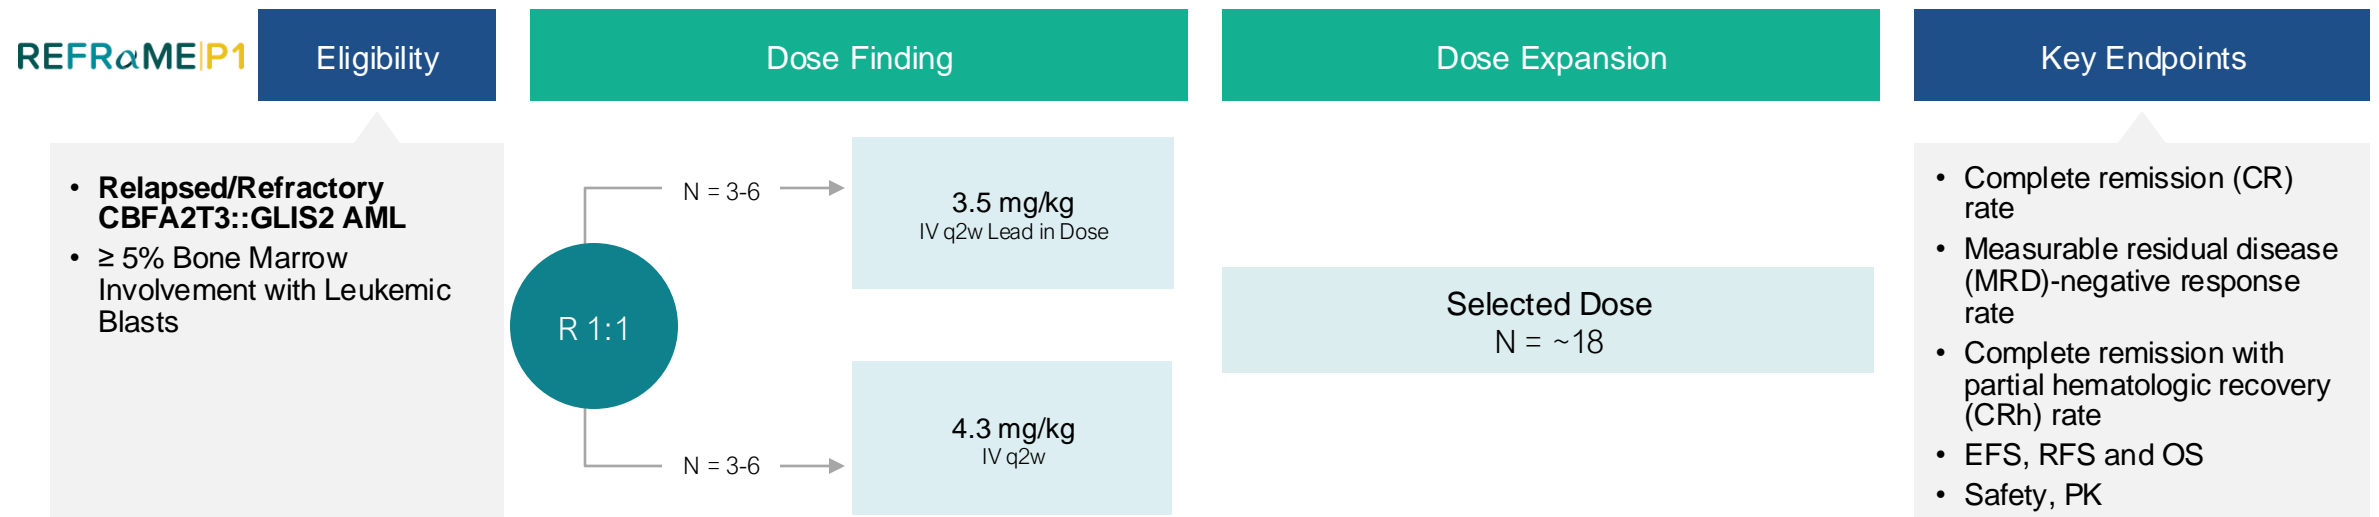 REFRαME|P1
Eligibility
Dose Finding
Dose Expansion
Key Endpoints
• Relapsed/Refractory
CBFA2T3::GLIS2 AML
• ≥ 5% Bone Marrow
Involvement with Leukemic
Blasts
R 1:1
N = 3-6
3.5 mg/kg
IV q2w Lead in Dose
N = 3-6
4.3 mg/kg
IV q2w
Selected Dose
N = ~18
• Complete remission (CR)
rate
• Measurable residual disease
(MRD)-negative response
rate
• Complete remission with
partial hematologic recovery
(CRh) rate
• EFS, RFS and OS
• Safety, PK